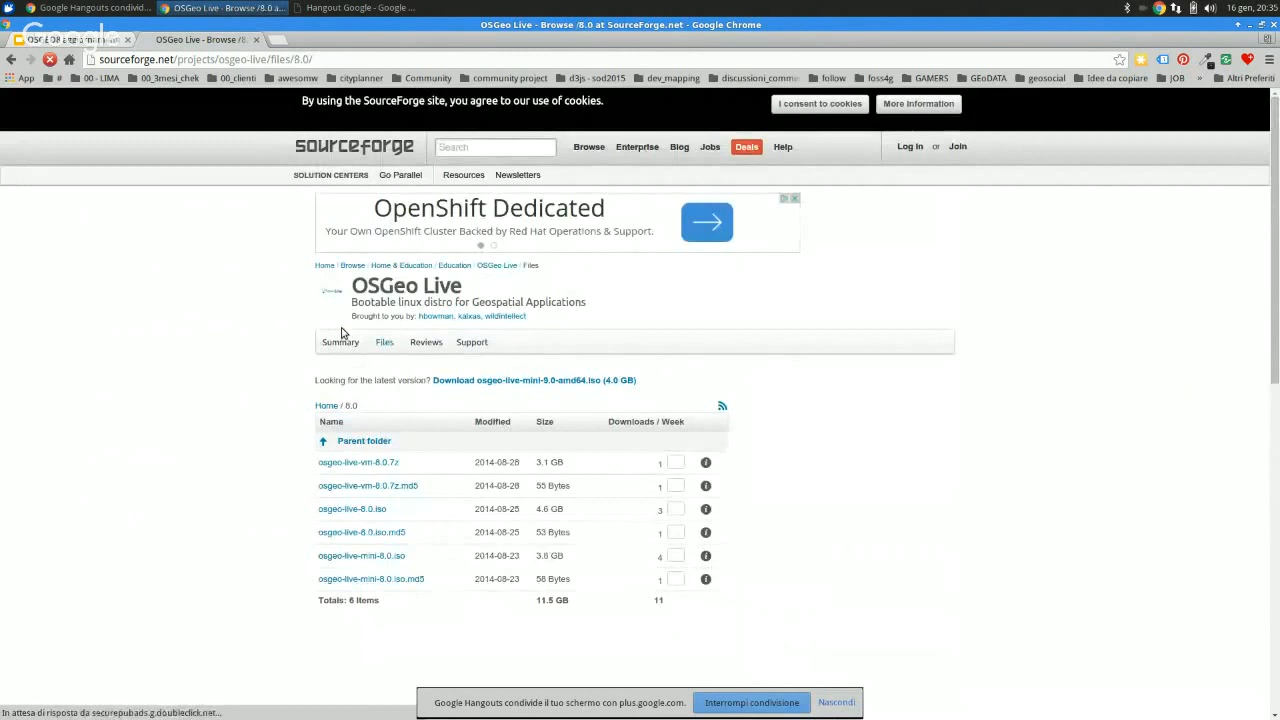 Google Hangouts condivid... OSGeo Live - Browse /8.0 a... Hangout Google - Google ... 16 gen, 20:35
OSGeo Live - Browse /8.0 at SourceForge.net - Google Chrome
Google
OSGeo Live - Browse /8.
sourceforge.net/projects/osgeo-live/files/8.0/
App # 00 - LIMA 00_3mesi_chek 00_clienti awesomw cityplanner Community community project d3js - sod2015 dev_mapping discussioni_comme follow foss4g GAMERS GEoDATA geosocial Idee da copiare JOB » Altri Preferiti
By using the SourceForge site, you agree to our use of cookies. I consent to cookies More information
sourceforge Search Browse Enterprise Blog Jobs Deals Help Log In or Join
SOLUTION CENTERS Go Parallel Resources Newsletters
OpenShift Dedicated
Your Own OpenShift Cluster Backed by Red Hat Operations & Support.
Home / Browse / Home & Education / Education / OSGeo Live / Files
OSGeo Live
Bootable linux distro for Geospatial Applications
Brought to you by: hbowman, kalxas, wildintellect
Summary Files Reviews Support
Looking for the latest version? Download osgeo-live-mini-9.0-amd64.iso (4.0 GB)
Home / 8.0
Name Modified Size Downloads / Week
Parent folder
osgeo-live-vm-8.0.7z 2014-08-28 3.1 GB 1
osgeo-live-vm-8.0.7z.md5 2014-08-28 55 Bytes 1
osgeo-live-8.0.iso 2014-08-25 4.6 GB 3
osgeo-live-8.0.iso.md5 2014-08-25 53 Bytes 1
osgeo-live-mini-8.0.iso 2014-08-23 3.8 GB 4
osgeo-live-mini-8.0.iso.md5 2014-08-23 58 Bytes 1
Totals: 6 Items 11.5 GB 11
Google Hangouts condivide il tuo schermo con plus.google.com. Interrompi condivisione Nascondi
In attesa di risposta da securepubads.g.doubleclick.net...